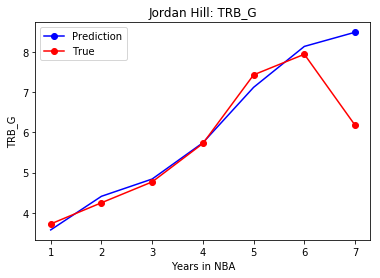 Jordan Hill: TRB_G
Prediction
True
TRB_G
8
7
6
5
4
1 2 3 4 5 6 7
Years in NBA